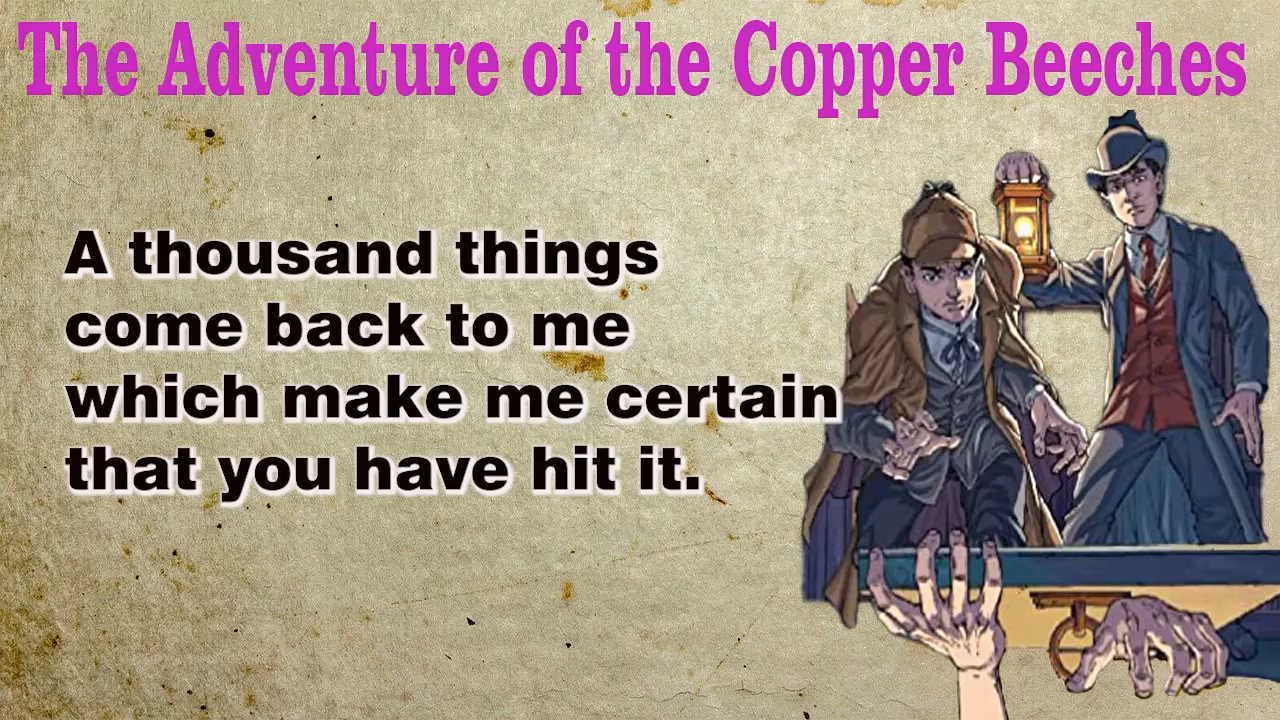 The Adventure of the Copper Beeches
A thousand things
come back to me
which make me certain
that you have hit it.